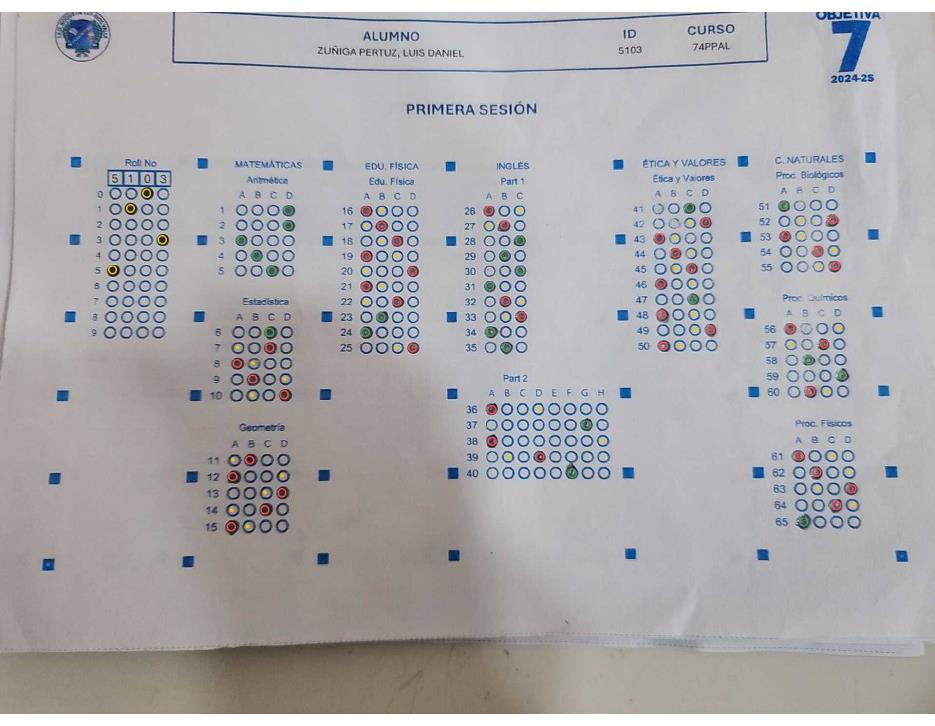 ALUMNO
ZUÑIGA PERTUZ, LUIS DANIEL
ID
5103
CURSO
74PPAL
OBJETIVA
7
2024-2S
PRIMERA SESIÓN
Roll No
5 1 0 3
0
1
2
3
4
5
6
7
8
9
MATEMÁTICAS
Aritmética
A B C D
1
2
3
4
5
Estadística
A B C D
6
7
8
9
10
Geometría
A B C D
11
12
13
14
15
EDU. FÍSICA
Edu. Física
A B C D
16
17
18
19
20
21
22
23
24
25
INGLÉS
Part 1
A B C
26
27
28
29
30
31
32
33
34
35
Part 2
A B C D E F G H
36
37
38
39
40
ÉTICA Y VALORES
Ética y Valores
A B C D
41
42
43
44
45
46
47
48
49
50
C. NATURALES
Proc. Biológicos
A B C D
51
52
53
54
55
Proc. Químicos
A B C D
56
57
58
59
60
Proc. Físicos
A B C D
61
62
63
64
65